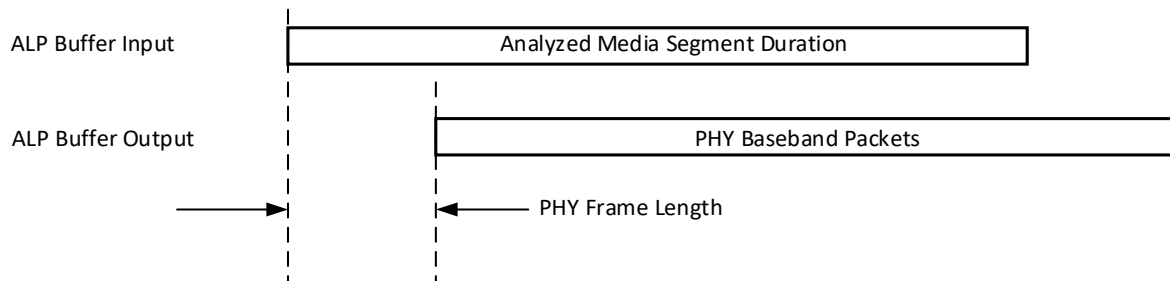 ALP Buffer Input
Analyzed Media Segment Duration
ALP Buffer Output
PHY Baseband Packets
PHY Frame Length